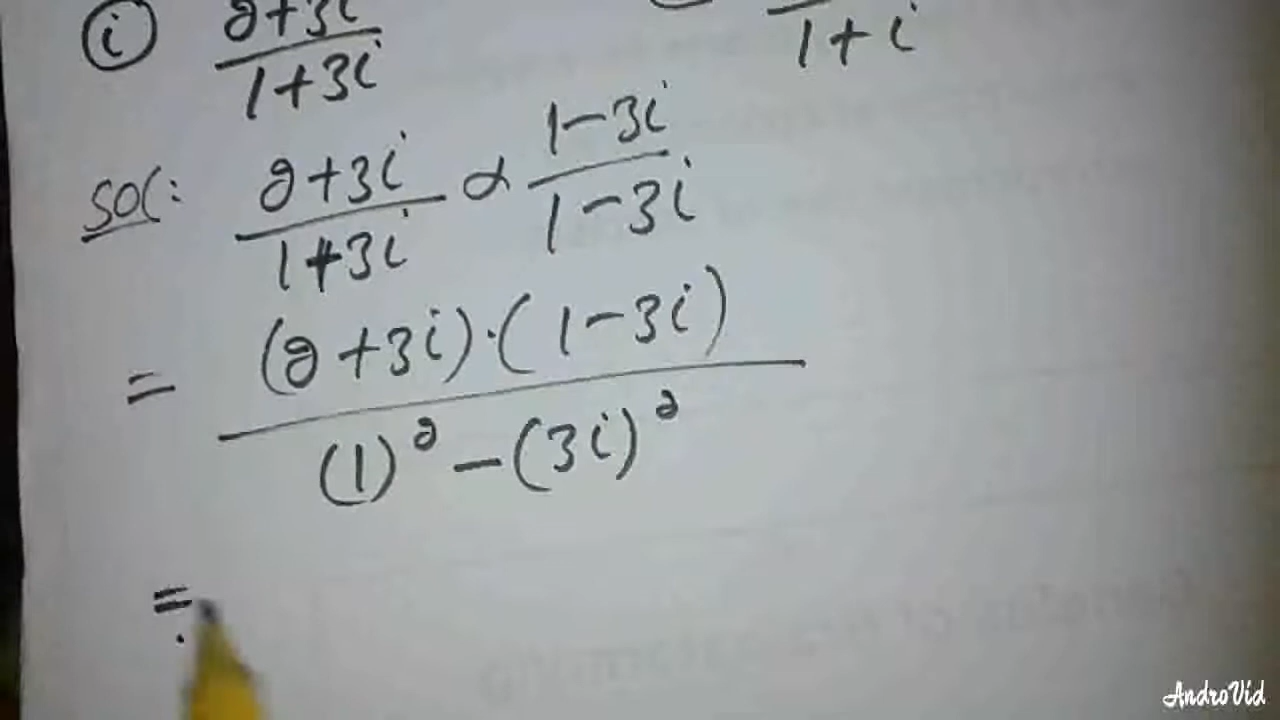 (i) 2+3i / 1+3i
1+i
Sol: 2+3i / 1+3i × 1-3i / 1-3i
= (2+3i)·(1-3i) / (1)² - (3i)²
=
AndroVid